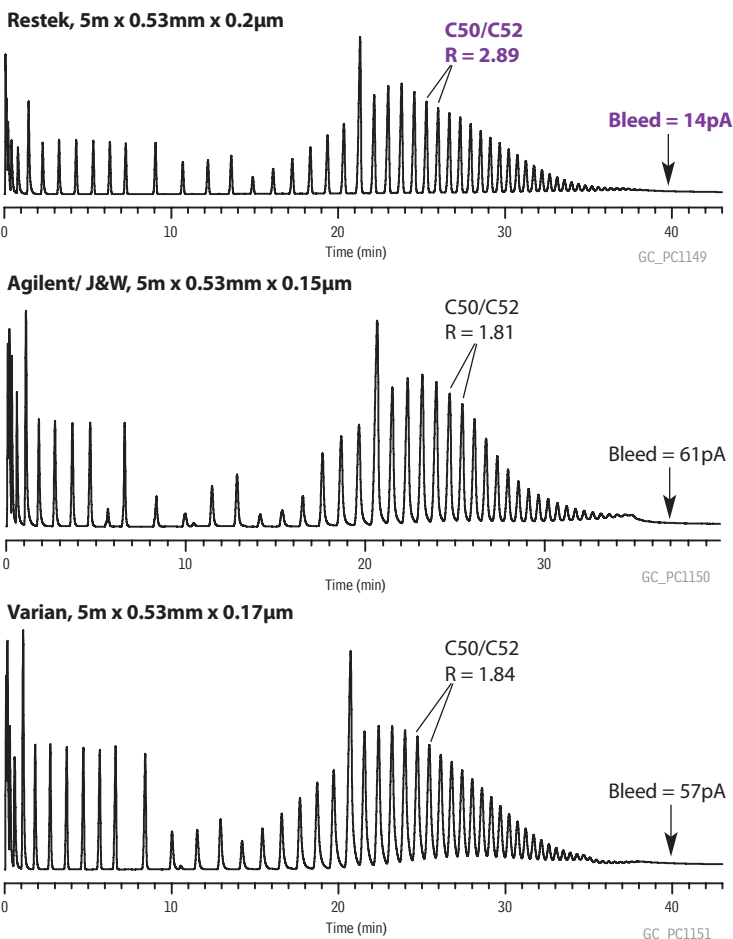 Restek, 5m x 0.53mm x 0.2µm
C50/C52
R = 2.89
Bleed = 14pA
0 10 20 30 40
Time (min)
GC_PC1149
Agilent/ J&W, 5m x 0.53mm x 0.15µm
C50/C52
R = 1.81
Bleed = 61pA
0 10 20 30
Time (min)
GC_PC1150
Varian, 5m x 0.53mm x 0.17µm
C50/C52
R = 1.84
Bleed = 57pA
0 10 20 30 40
Time (min)
GC_PC1151